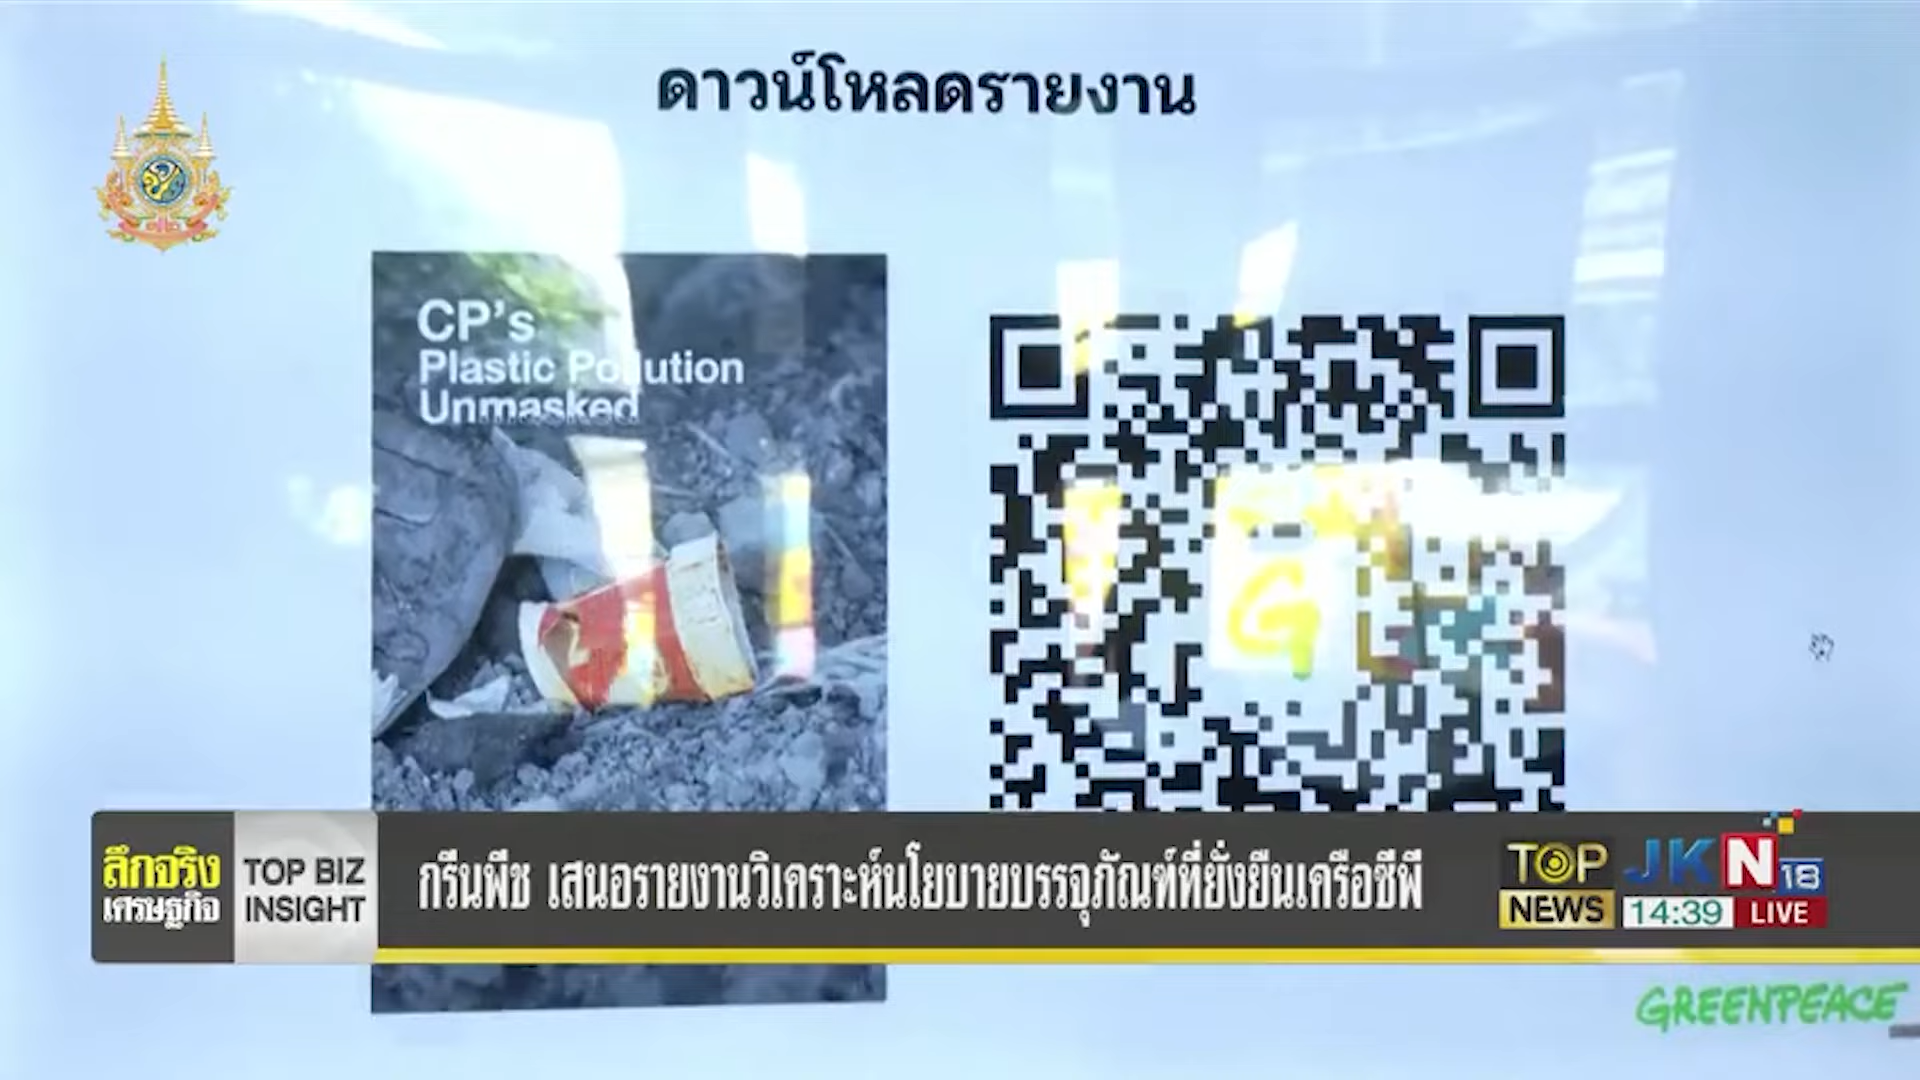 ดาวน์โหลดรายงาน
CP's
Plastic Pollution
Unmasked
G
ลึกจริง
เศรษฐกิจ
TOP BIZ
INSIGHT
กรีนพีซ เสนอรายงานวิเคราะห์นโยบายบรรจุภัณฑ์ที่ยั่งยืนเครือซีพี
TOP
NEWS
JKN 18
14:39 LIVE
GREENPEACE